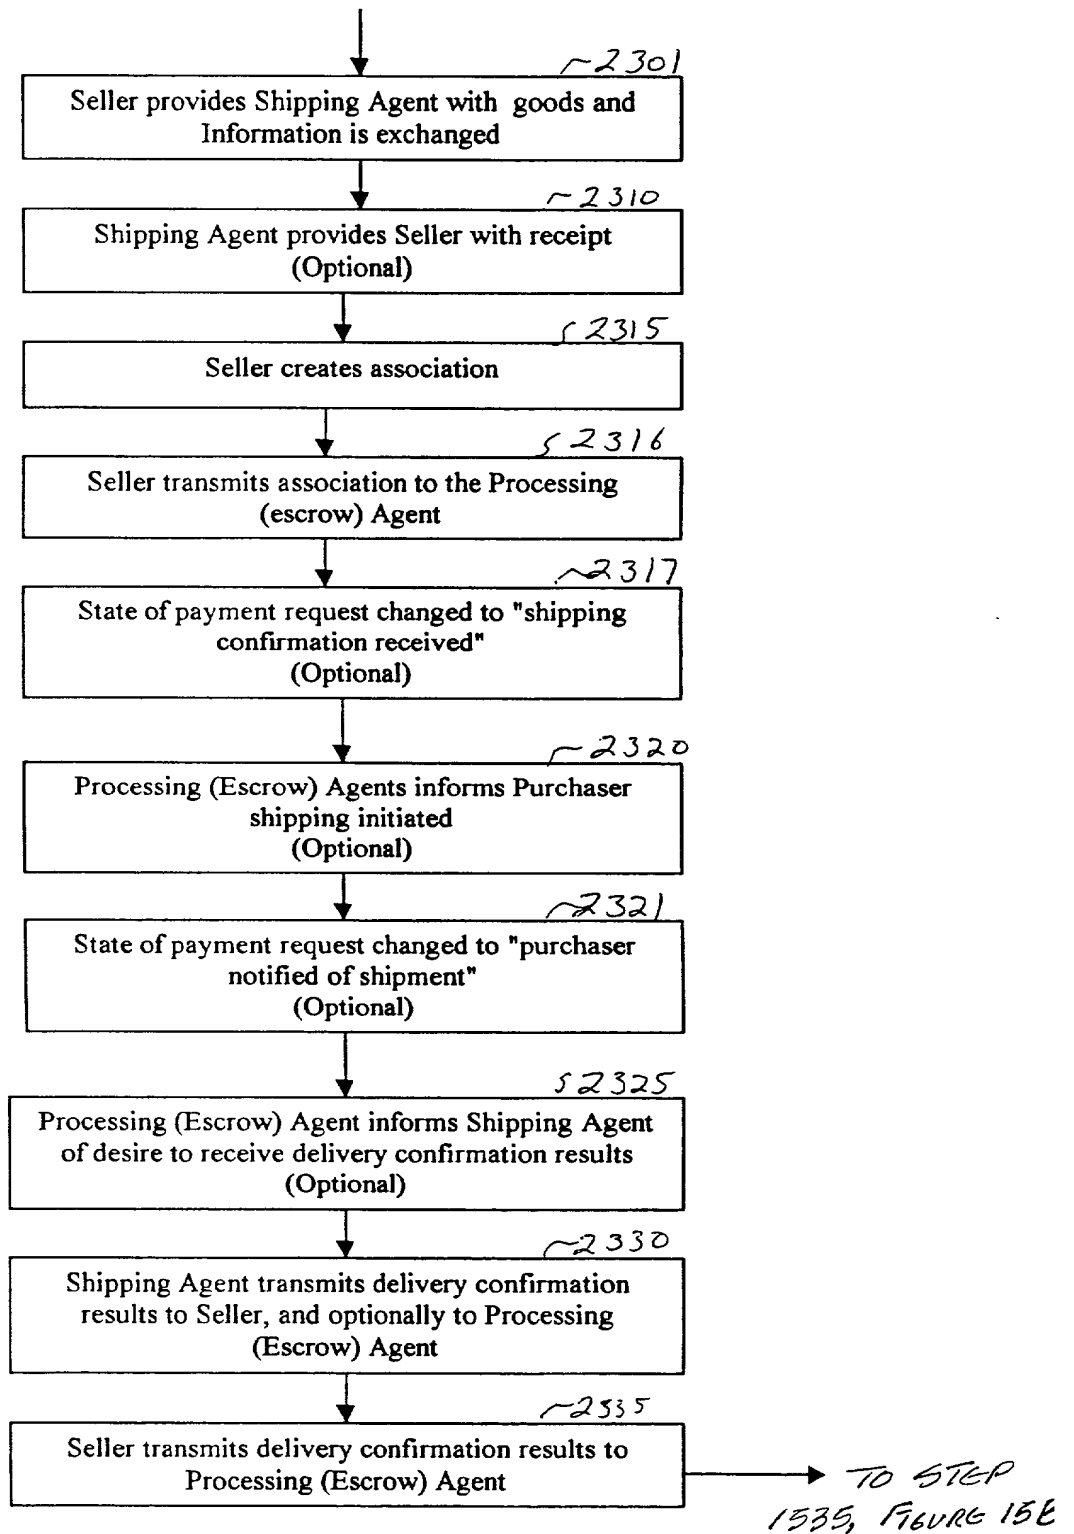 ~2301
Seller provides Shipping Agent with goods and
Information is exchanged
~2310
Shipping Agent provides Seller with receipt
(Optional)
2315
Seller creates association
2316
Seller transmits association to the Processing
(escrow) Agent
~2317
State of payment request changed to "shipping
confirmation received"
(Optional)
~2320
Processing (Escrow) Agents informs Purchaser
shipping initiated
(Optional)
~2321
State of payment request changed to "purchaser
notified of shipment"
(Optional)
2325
Processing (Escrow) Agent informs Shipping Agent
of desire to receive delivery confirmation results
(Optional)
~2330
Shipping Agent transmits delivery confirmation
results to Seller, and optionally to Processing
(Escrow) Agent
~2335
Seller transmits delivery confirmation results to
Processing (Escrow) Agent
TO STEP
1535, FIGURE 15E